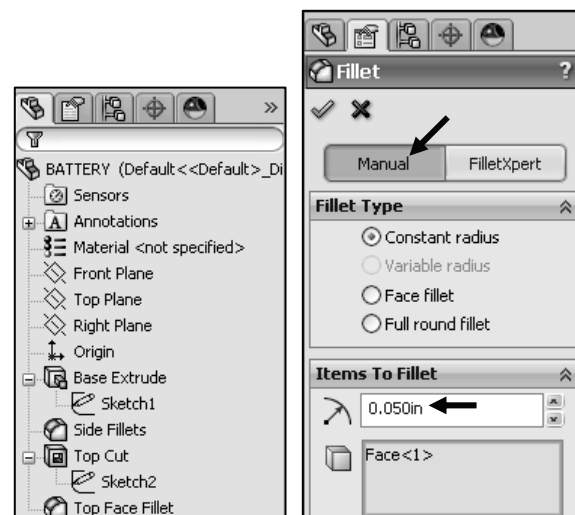 BATTERY (Default<<Default>_Di
Sensors
A Annotations
Material <not specified>
Front Plane
Top Plane
Right Plane
Origin
Base Extrude
Sketch1
Side Fillets
Top Cut
Sketch2
Top Face Fillet
Fillet ?
Manual FilletXpert
Fillet Type
Constant radius
Variable radius
Face fillet
Full round fillet
Items To Fillet
0.050in
Face<1>